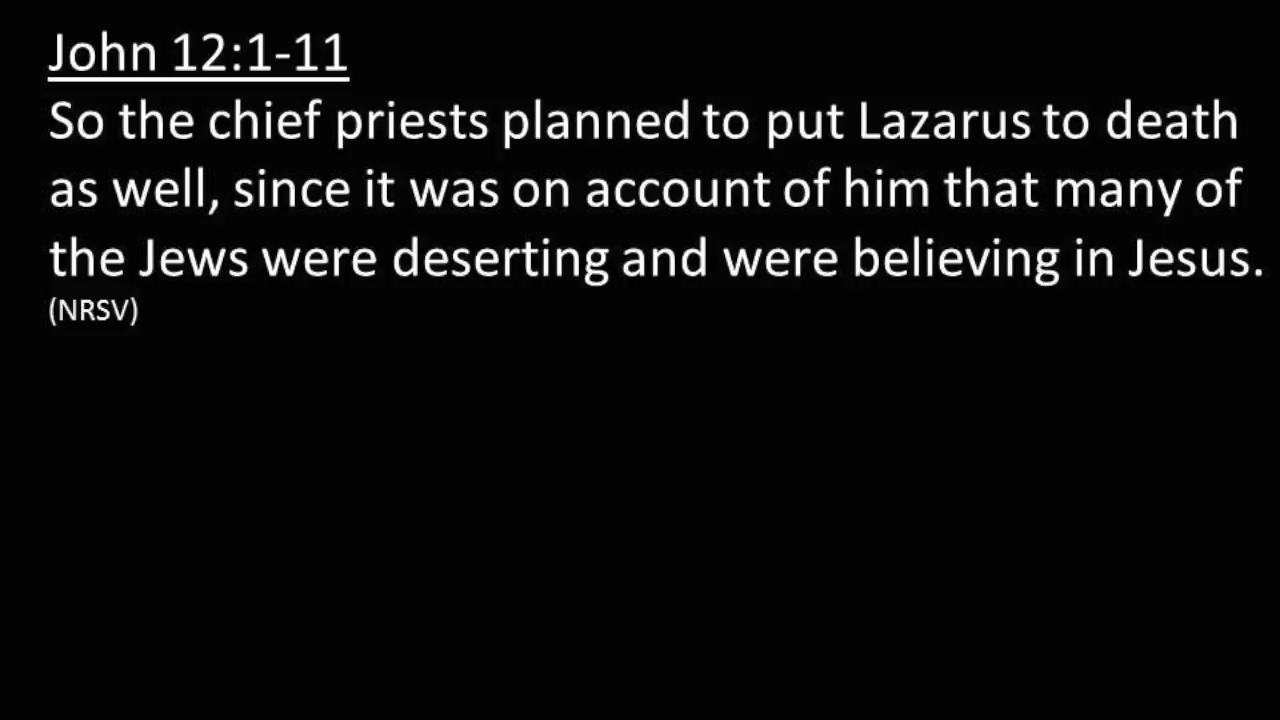 John 12:1-11
So the chief priests planned to put Lazarus to death
as well, since it was on account of him that many of
the Jews were deserting and were believing in Jesus.
(NRSV)